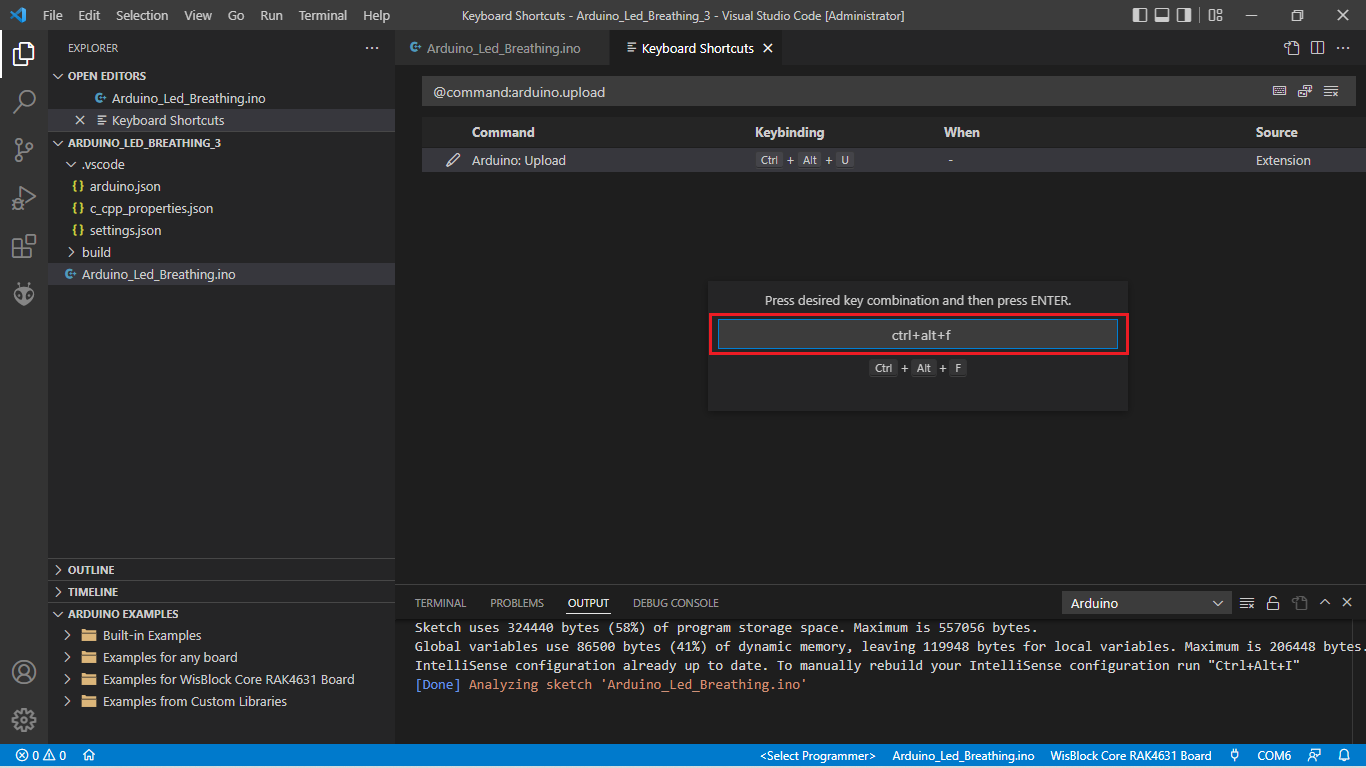 File Edit Selection View Go Run Terminal Help
Keyboard Shortcuts - Arduino_Led_Breathing_3 - Visual Studio Code [Administrator]
EXPLORER
OPEN EDITORS
Arduino_Led_Breathing.ino
Keyboard Shortcuts
ARDUINO_LED_BREATHING_3
.vscode
{} arduino.json
{} c_cpp_properties.json
{} settings.json
build
Arduino_Led_Breathing.ino
OUTLINE
TIMELINE
ARDUINO EXAMPLES
Built-in Examples
Examples for any board
Examples for WisBlock Core RAK4631 Board
Examples from Custom Libraries
Arduino_Led_Breathing.ino Keyboard Shortcuts
@command:arduino.upload
Command Keybinding When Source
Arduino: Upload Ctrl + Alt + U - Extension
Press desired key combination and then press ENTER.
ctrl+alt+f
Ctrl + Alt + F
TERMINAL PROBLEMS OUTPUT DEBUG CONSOLE Arduino
Sketch uses 324440 bytes (58%) of program storage space. Maximum is 557056 bytes.
Global variables use 86500 bytes (41%) of dynamic memory, leaving 119948 bytes for local variables. Maximum is 206448 bytes.
IntelliSense configuration already up to date. To manually rebuild your IntelliSense configuration run "Ctrl+Alt+I"
[Done] Analyzing sketch 'Arduino_Led_Breathing.ino'
0 0 <Select Programmer> Arduino_Led_Breathing.ino WisBlock Core RAK4631 Board COM6